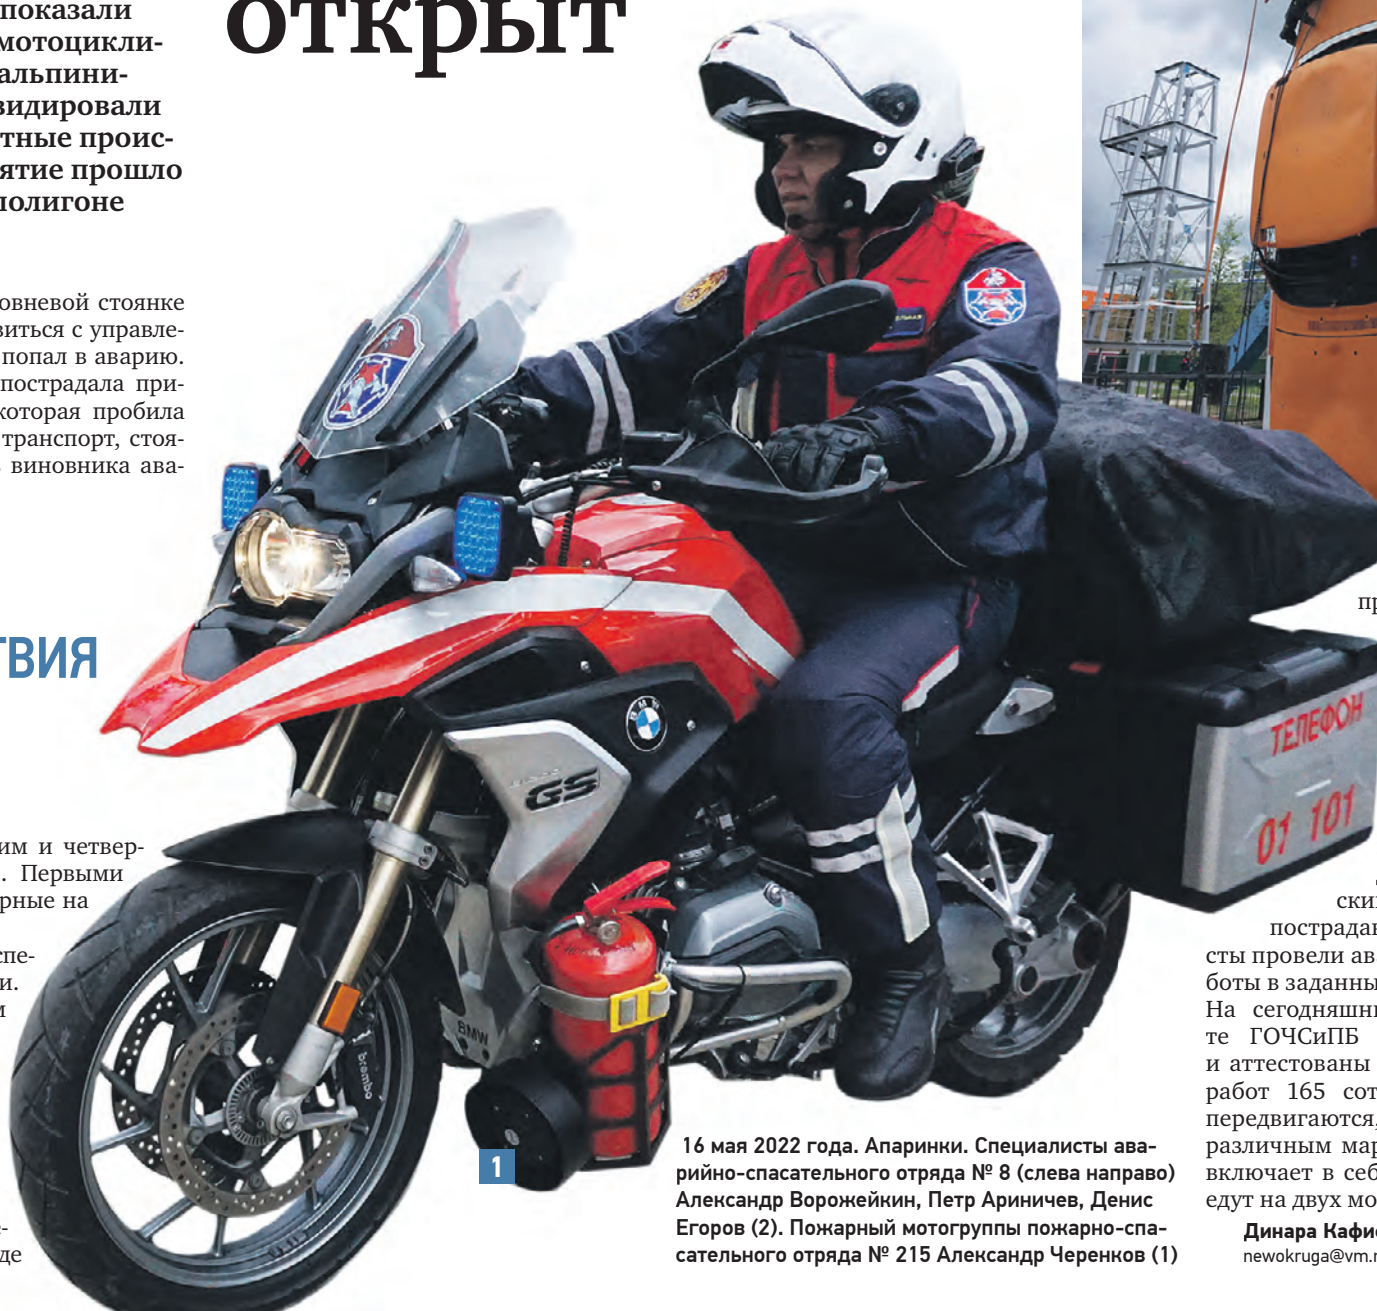 открыт
показали
мотоцикли-
альпини-
видировали
тные проис-
ятие прошло
полигоне
овневой стоянке
виться с управле-
попал в аварию.
пострадала при-
которая пробила
транспорт, стоя-
виновника ава-
ТВИЯ
им и четвер-
. Первыми
рные на
спе-
и.
де
BMW
GS
BMW
brembo
ТЕЛЕФОН
01 101
1
16 мая 2022 года. Апаринки. Специалисты ава-
рийно-спасательного отряда № 8 (слева направо)
Александр Ворожейкин, Петр Ариничев, Денис
Егоров (2). Пожарный мотогруппы пожарно-спа-
сательного отряда № 215 Александр Черенков (1)
пр
ски
пострада
сты провели ава
боты в заданны
На сегодняшн
те ГОЧСиПБ
и аттестованы
работ 165 сот
передвигаются,
различным мар
включает в себ
едут на двух мо
Динара Кафис
newokruga@vm.r